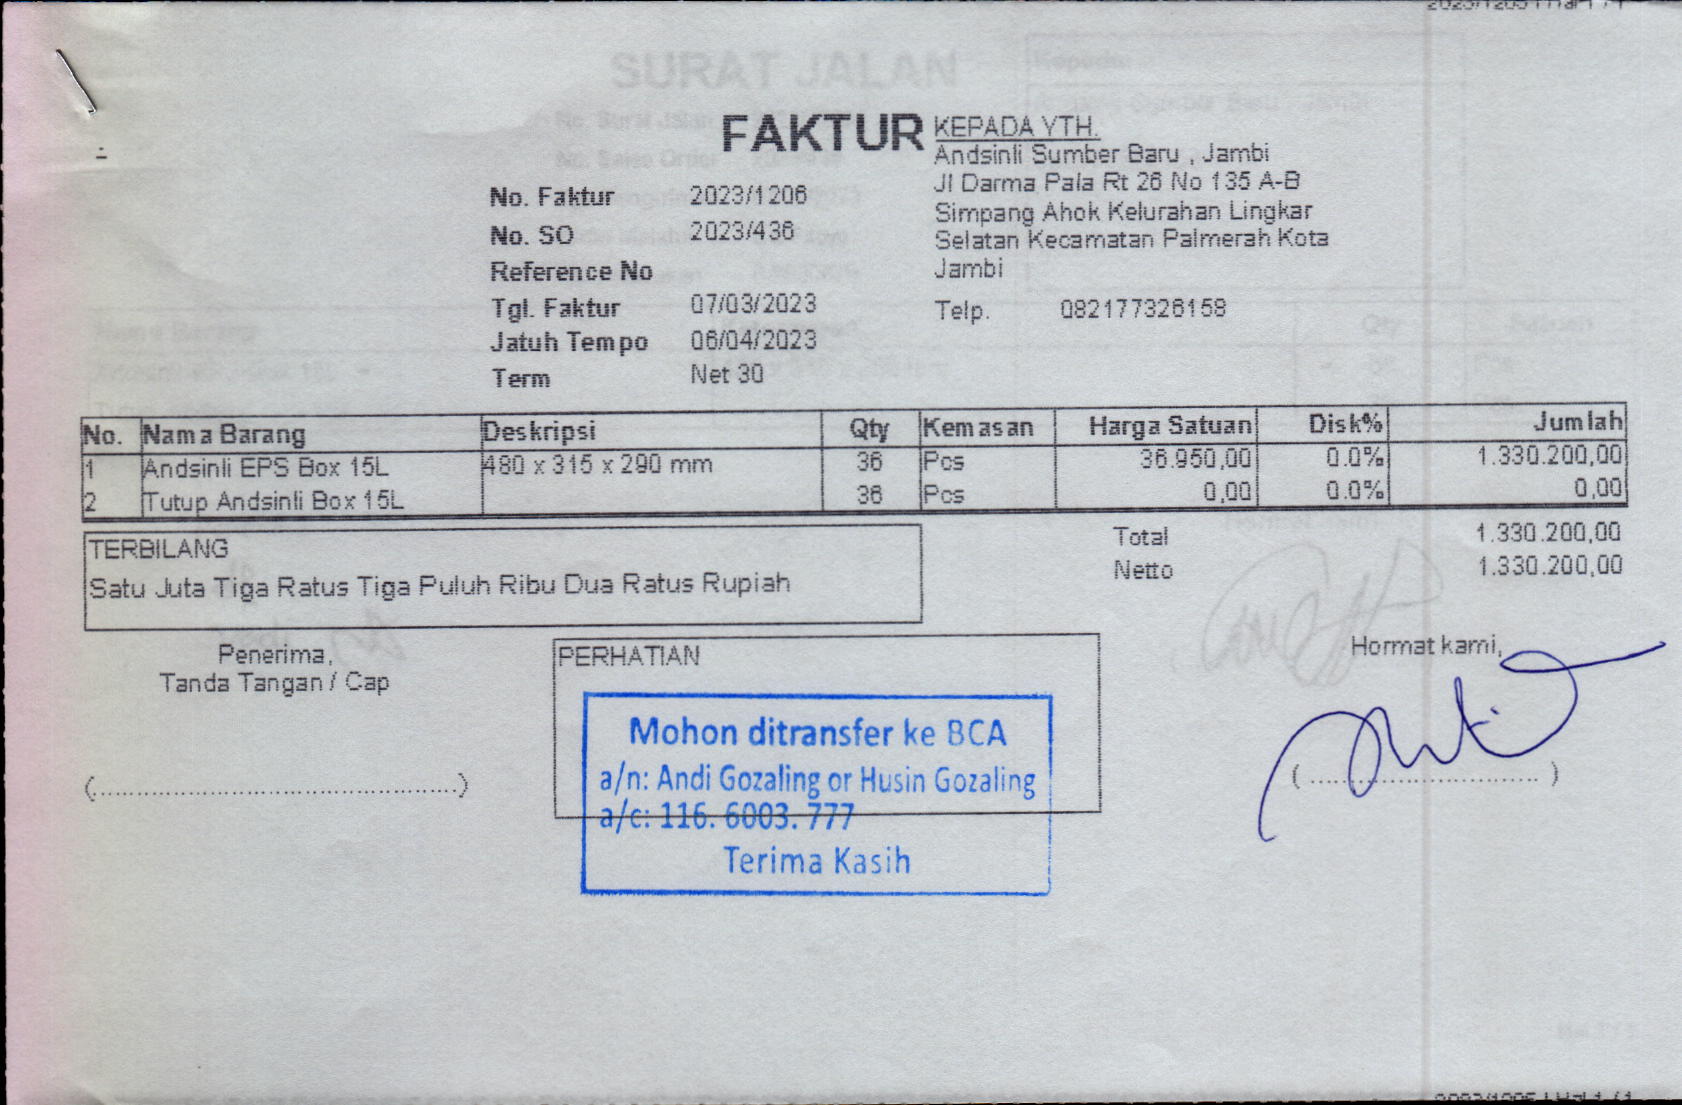 FAKTUR
No. Faktur 2023/1206
No. SO 2023/436
Reference No
Tgl. Faktur 07/03/2023
Jatuh Tempo 06/04/2023
Term Net 30
KEPADA YTH.
Andsinli Sumber Baru , Jambi
Jl Darma Pala Rt 26 No 135 A-B
Simpang Ahok Kelurahan Lingkar
Selatan Kecamatan Palmerah Kota
Jambi
Telp. 082177326158
No. Nama Barang Deskripsi Qty Kemasan Harga Satuan Disk% Jumlah
1 Andsinli EPS Box 15L 480 x 315 x 290 mm 36 Pcs 36.950,00 0.0% 1.330.200,00
2 Tutup Andsinli Box 15L 36 Pcs 0,00 0.0% 0,00
Total 1.330.200,00
Netto 1.330.200,00
TERBILANG
Satu Juta Tiga Ratus Tiga Puluh Ribu Dua Ratus Rupiah
Penerima,
Tanda Tangan / Cap
PERHATIAN
Mohon ditransfer ke BCA
a/n: Andi Gozaling or Husin Gozaling
a/c: 116. 6003. 777
Terima Kasih
Hormat kami,
SURAT JALAN